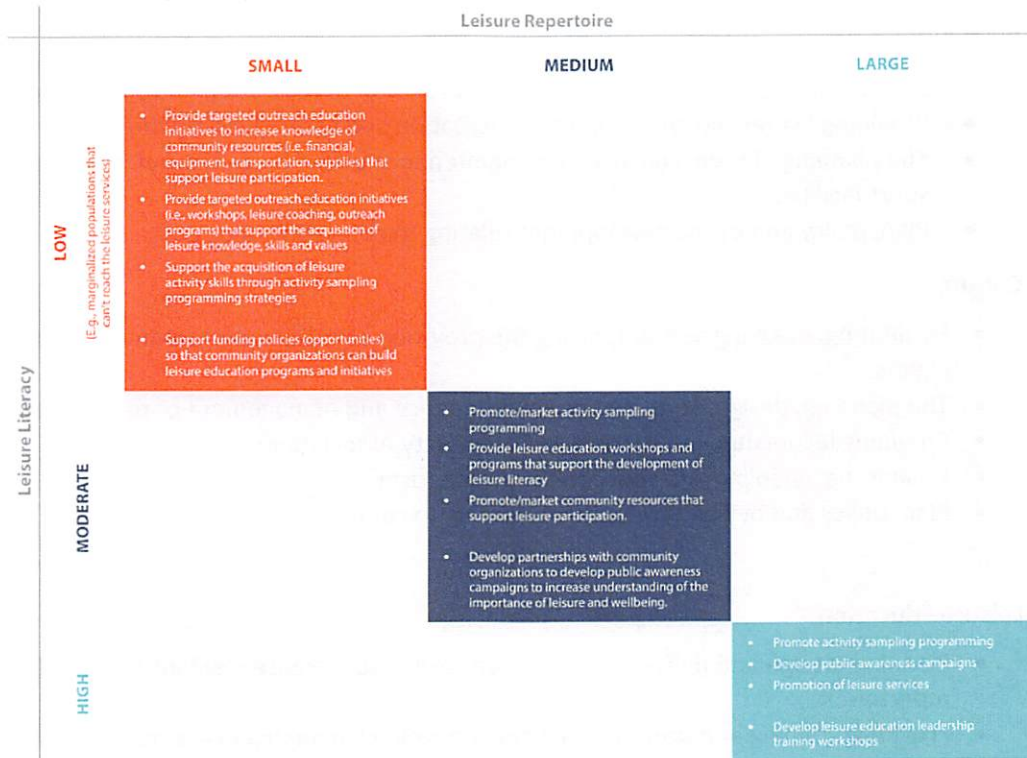 Leisure Repertoire
SMALL
MEDIUM
LARGE
Leisure Literacy
LOW
(E.g., marginalized populations that
can't reach the leisure services)
• Provide targeted outreach education
initiatives to increase knowledge of
community resources (i.e. financial,
equipment, transportation, supplies) that
support leisure participation.
• Provide targeted outreach education initiatives
(i.e., workshops, leisure coaching, outreach
programs) that support the acquisition of
leisure knowledge, skills and values
• Support the acquisition of leisure
activity skills through activity sampling
programming strategies
• Support funding policies (opportunities)
so that community organizations can build
leisure education programs and initiatives
MODERATE
• Promote/market activity sampling
programming
• Provide leisure education workshops and
programs that support the development of
leisure literacy
• Promote/market community resources that
support leisure participation.
• Develop partnerships with community
organizations to develop public awareness
campaigns to increase understanding of the
importance of leisure and wellbeing.
HIGH
• Promote activity sampling programming
• Develop public awareness campaigns
• Promotion of leisure services
• Develop leisure education leadership
training workshops